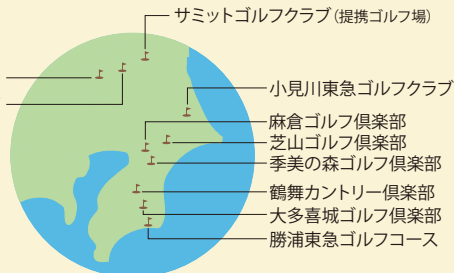 サミットゴルフクラブ(提携ゴルフ場)
小見川東急ゴルフクラブ
麻倉ゴルフ倶楽部
芝山ゴルフ倶楽部
季美の森ゴルフ倶楽部
鶴舞カントリー倶楽部
大多喜城ゴルフ倶楽部
勝浦東急ゴルフコース